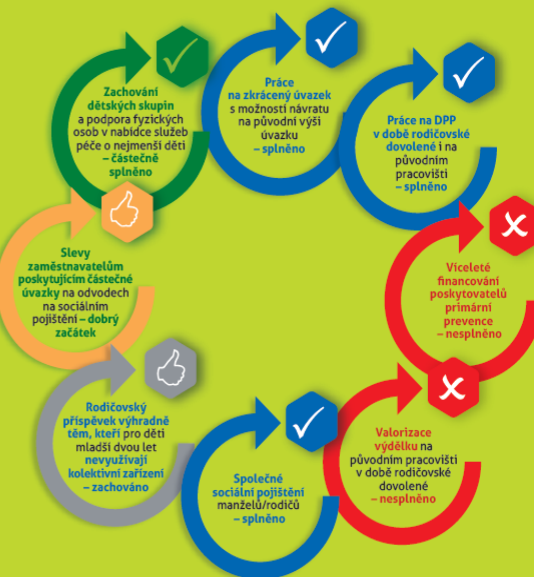 Zachování
dětských skupin
a podpora fyzických
osob v nabídce služeb
péče o nejmenší děti
– částečně
splněno
Práce
na zkrácený úvazek
s možností návratu
na původní výši
úvazku
– splněno
Práce na DPP
v době rodičovské
dovolené i na
původním
pracovišti
– splněno
Víceleté
financování
poskytovatelů
primární
prevence
– nesplněno
Valorizace
výdělku na
původním pracovišti
v době rodičovské
dovolené
– nesplněno
Společné
sociální pojištění
manželů/rodičů
– splněno
Rodičovský
příspěvek výhradně
těm, kteří pro děti
mladší dvou let
nevyužívají
kolektivní zařízení
– zachováno
Slevy
zaměstnavatelům
poskytujícím částečné
úvazky na odvodech
na sociálním
pojištění – dobrý
začátek